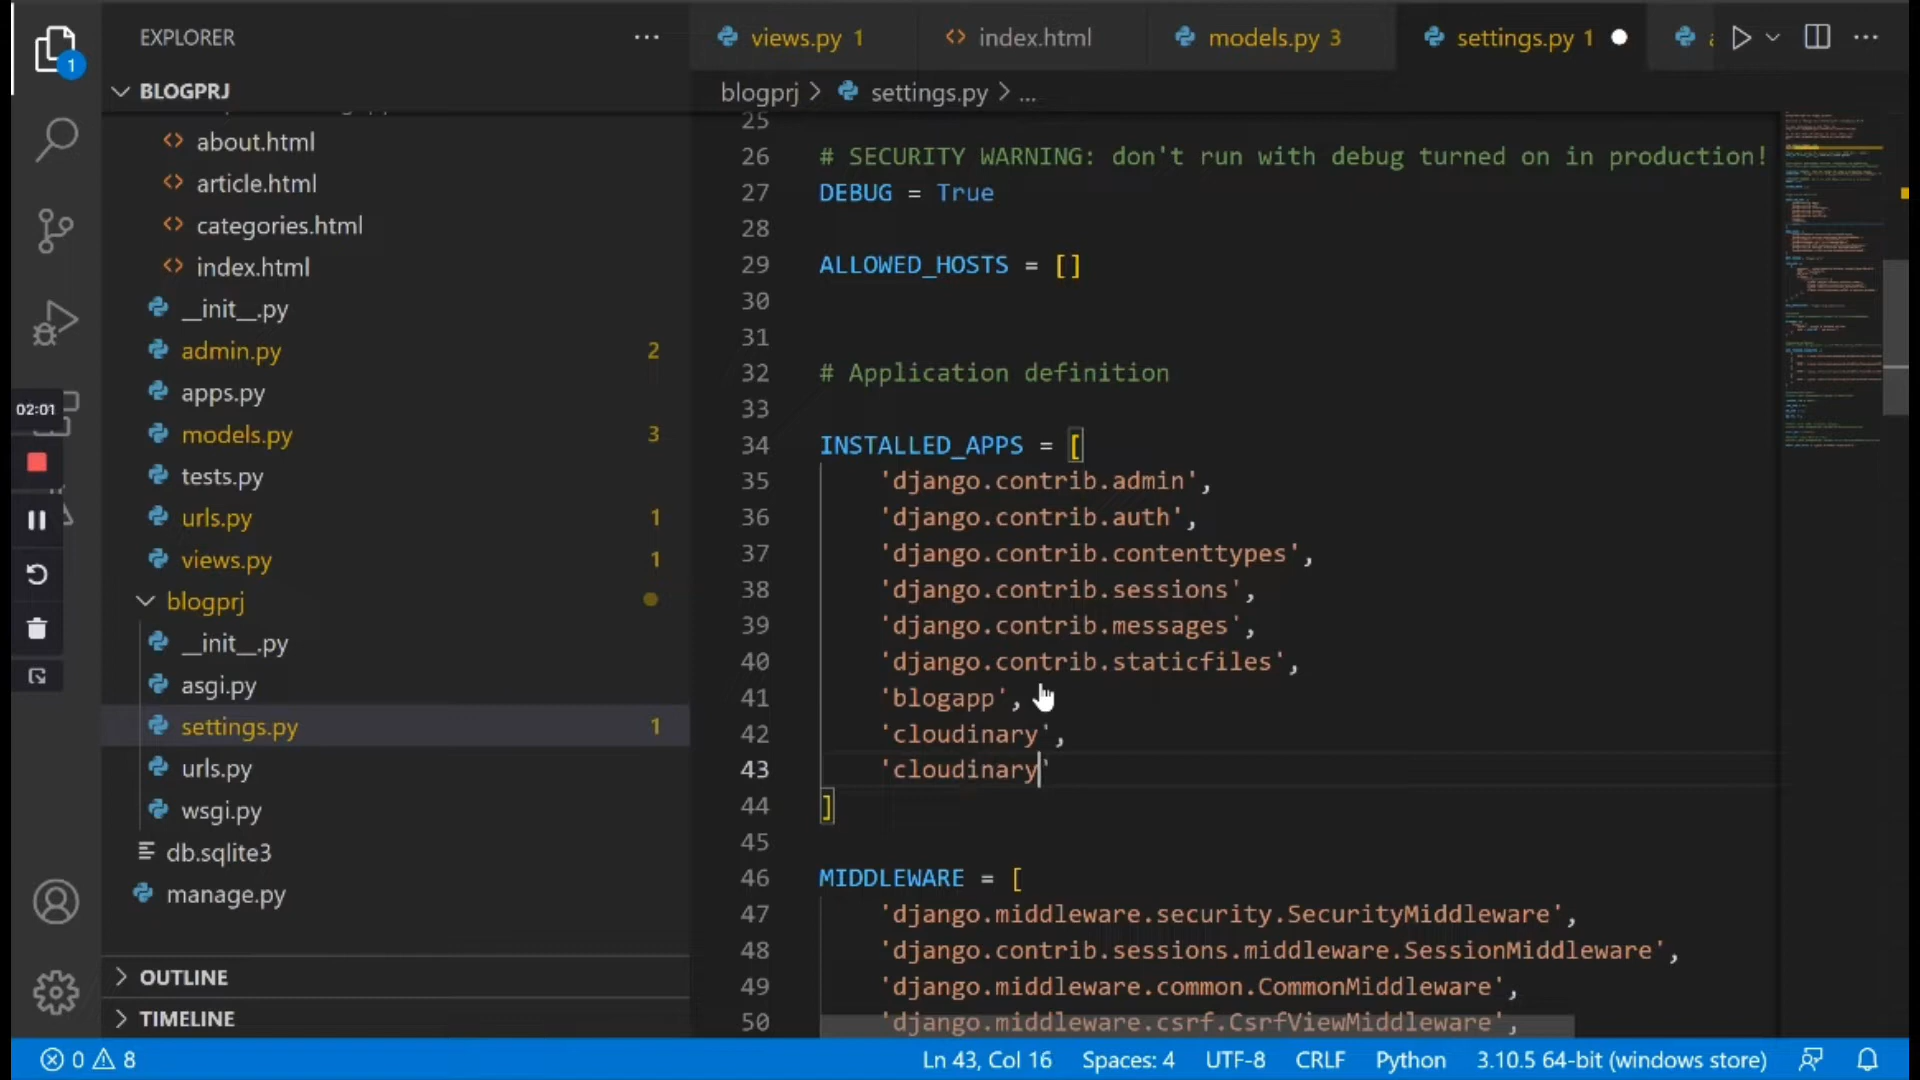 EXPLORER
BLOGPRJ
about.html
article.html
categories.html
index.html
__init__.py
admin.py 2
apps.py
models.py 3
tests.py
urls.py 1
views.py 1
blogprj
__init__.py
asgi.py
settings.py 1
urls.py
wsgi.py
db.sqlite3
manage.py
OUTLINE
TIMELINE
1
02:01
views.py 1
index.html
models.py 3
settings.py 1
blogprj > settings.py > ...
25
26 # SECURITY WARNING: don't run with debug turned on in production!
27 DEBUG = True
28
29 ALLOWED_HOSTS = []
30
31
32 # Application definition
33
34 INSTALLED_APPS = [
35 'django.contrib.admin',
36 'django.contrib.auth',
37 'django.contrib.contenttypes',
38 'django.contrib.sessions',
39 'django.contrib.messages',
40 'django.contrib.staticfiles',
41 'blogapp',
42 'cloudinary',
43 'cloudinary'
44 ]
45
46 MIDDLEWARE = [
47 'django.middleware.security.SecurityMiddleware',
48 'django.contrib.sessions.middleware.SessionMiddleware',
49 'django.middleware.common.CommonMiddleware',
50 'django.middleware.csrf.CsrfViewMiddleware',
0 8
Ln 43, Col 16 Spaces: 4 UTF-8 CRLF Python 3.10.5 64-bit (windows store)